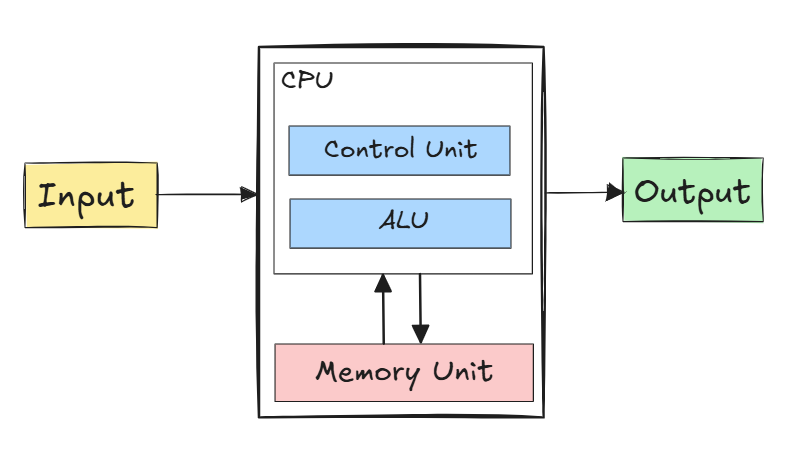 CPU
Control Unit
Input
ALU
Output
Memory Unit